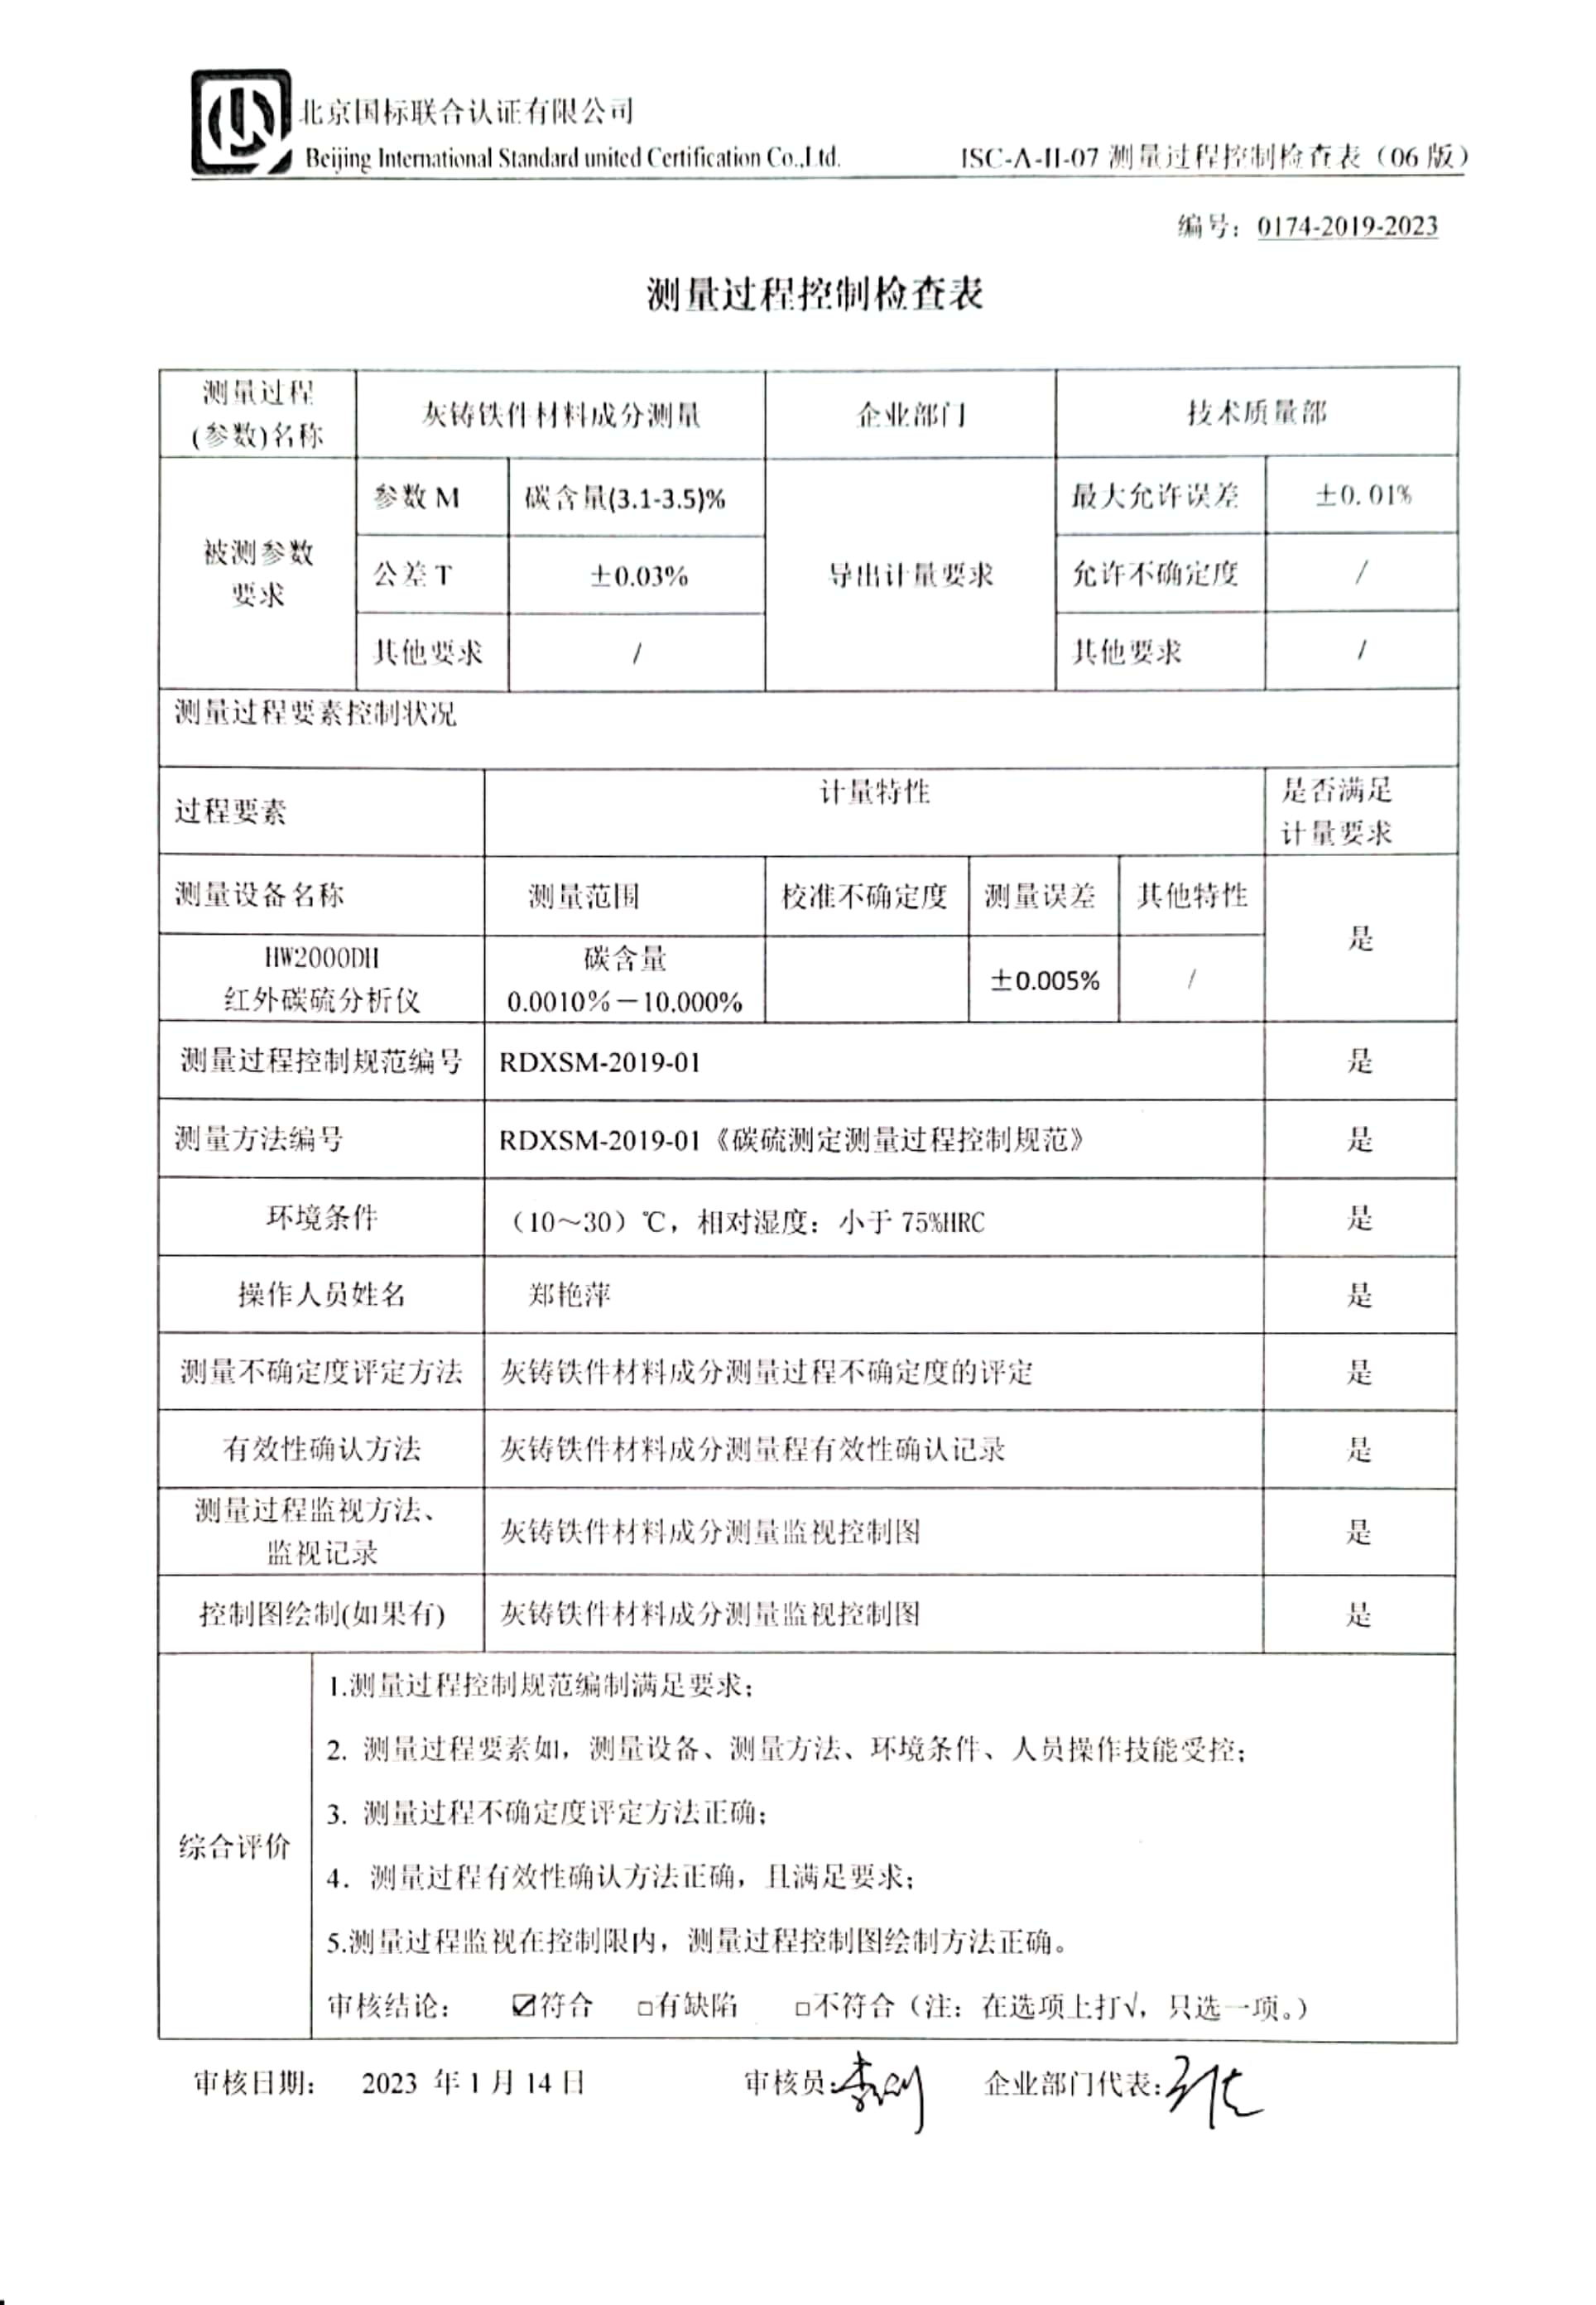 北京国标联合认证有限公司
Beijing International Standard united Certification Co.,Ltd.
ISC-A-II-07 测量过程控制检查表（06 版）
编号：0174-2019-2023
测量过程控制检查表
测量过程
(参数)名称
灰铸铁件材料成分测量
企业部门
技术质量部
被测参数
要求
参数 M
碳含量(3.1-3.5)%
导出计量要求
最大允许误差
±0.01%
公差 T
±0.03%
允许不确定度
/
其他要求
/
其他要求
/
测量过程要素控制状况
过程要素
计量特性
是否满足
计量要求
测量设备名称
测量范围
校准不确定度
测量误差
其他特性
是
HW2000DH
红外碳硫分析仪
碳含量
0.0010%－10.000%
±0.005%
/
测量过程控制规范编号
RDXSM-2019-01
是
测量方法编号
RDXSM-2019-01《碳硫测定测量过程控制规范》
是
环境条件
（10～30）℃，相对湿度：小于 75%HRC
是
操作人员姓名
郑艳萍
是
测量不确定度评定方法
灰铸铁件材料成分测量过程不确定度的评定
是
有效性确认方法
灰铸铁件材料成分测量程有效性确认记录
是
测量过程监视方法、
监视记录
灰铸铁件材料成分测量监视控制图
是
控制图绘制(如果有)
灰铸铁件材料成分测量监视控制图
是
综合评价
1.测量过程控制规范编制满足要求；
2. 测量过程要素如，测量设备、测量方法、环境条件、人员操作技能受控；
3. 测量过程不确定度评定方法正确；
4. 测量过程有效性确认方法正确，且满足要求；
5.测量过程监视在控制限内，测量过程控制图绘制方法正确。
审核结论： ☑符合 □有缺陷 □不符合（注：在选项上打√，只选一项。）
审核日期： 2023 年 1 月 14 日
审核员:
企业部门代表: